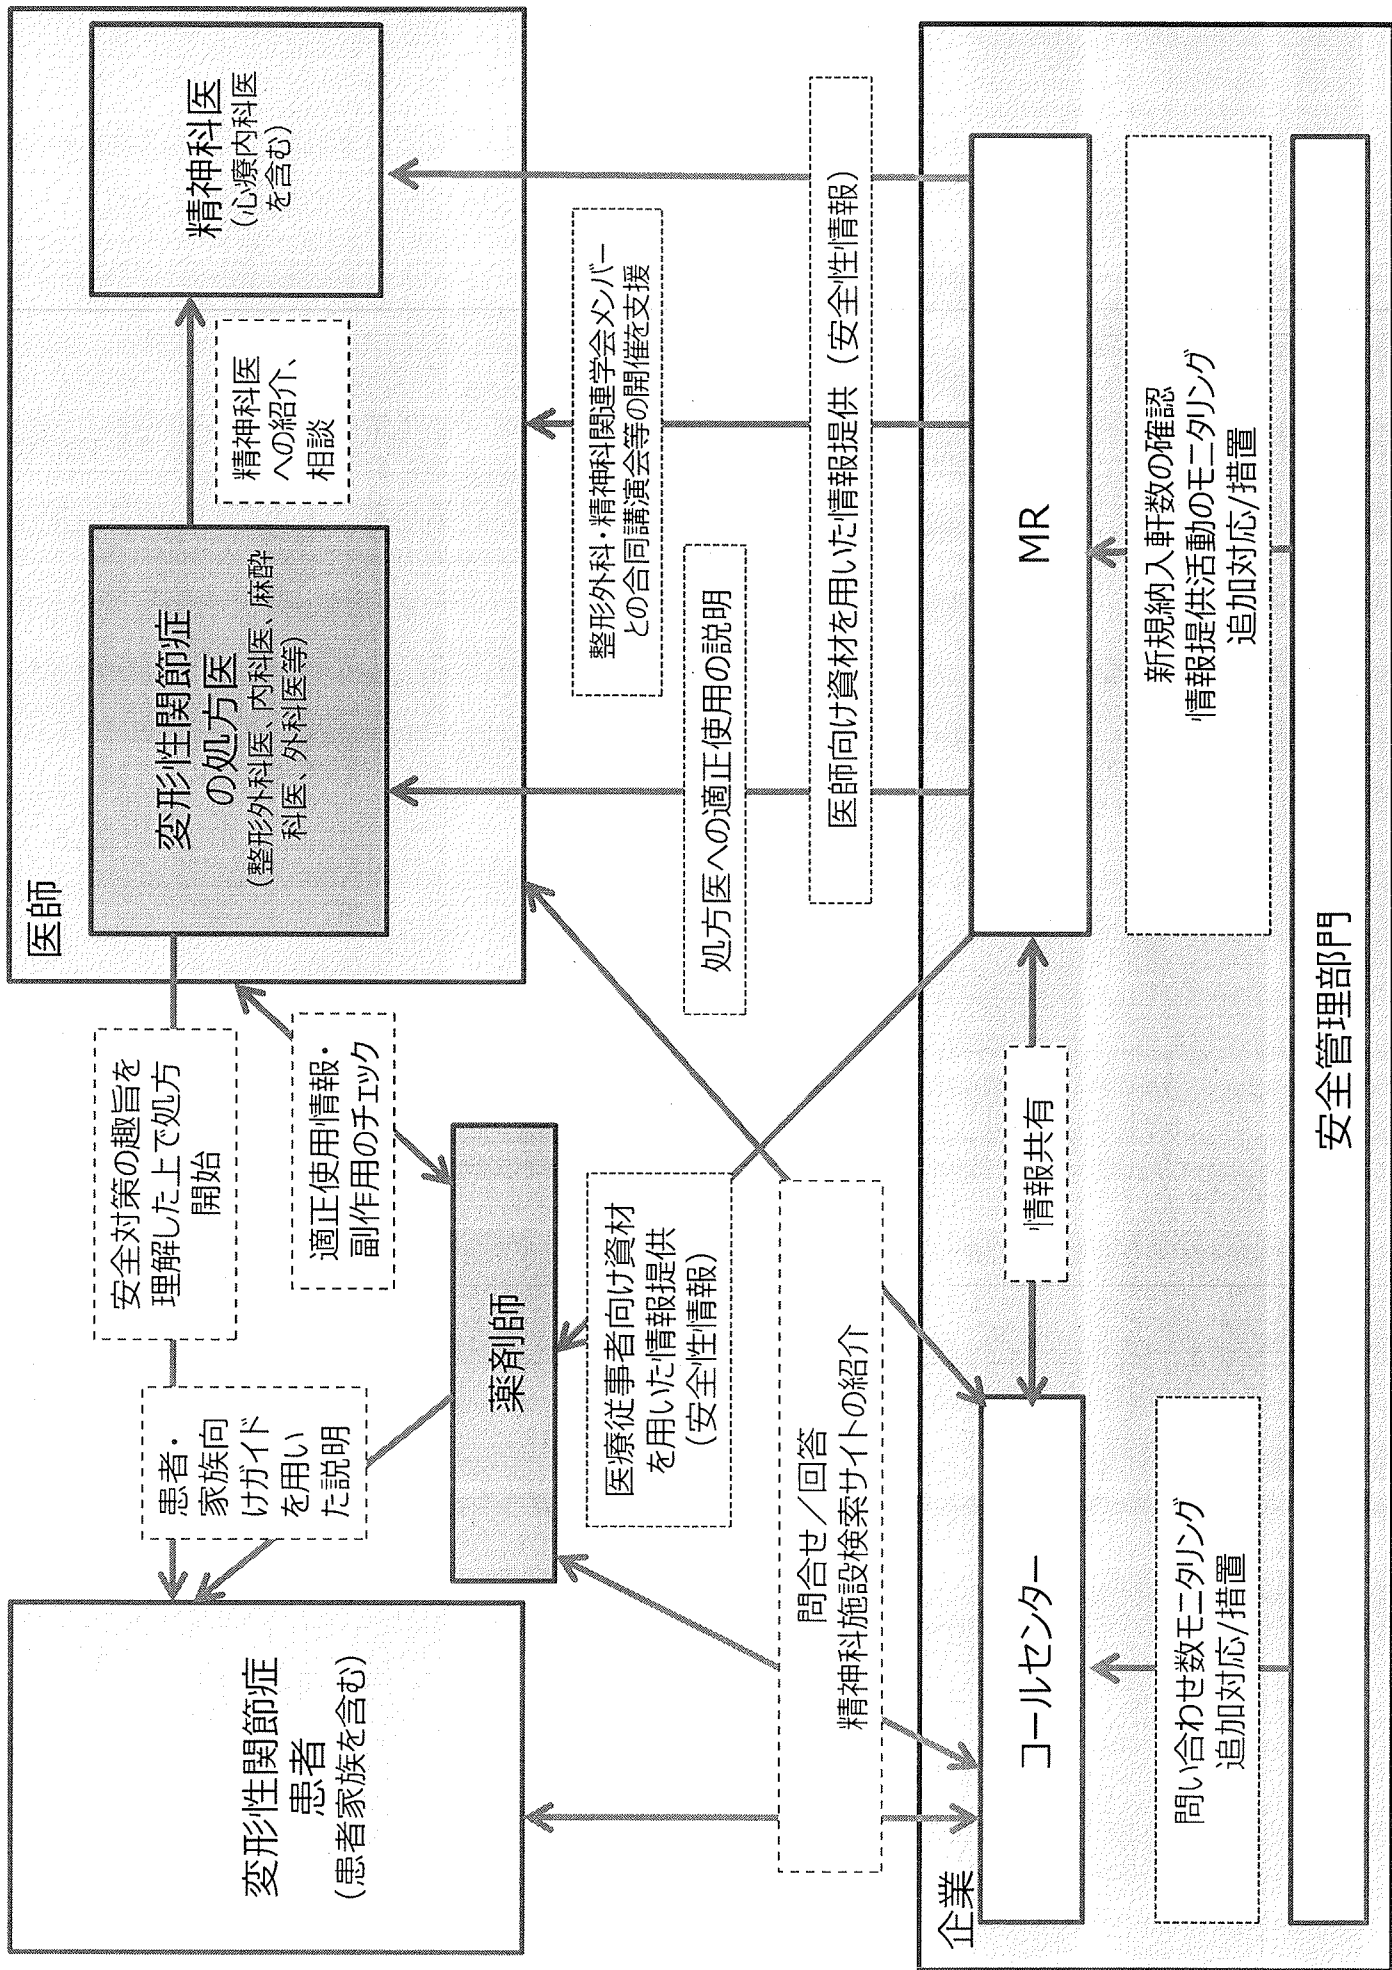 変形性関節症
患者
(患者家族を含む)
患者・
家族向
けガイド
を用い
た説明
安全対策の趣旨を
理解した上で処方
開始
医師
変形性関節症
の処方医
(整形外科医、内科医、麻酔
科医、外科医等)
精神科医
への紹介、
相談
精神科医
(心療内科医
を含む)
適正使用情報・
副作用のチェック
薬剤師
医療従事者向け資材
を用いた情報提供
(安全性情報)
整形外科・精神科関連学会メンバー
との合同講演会等の開催を支援
処方医への適正使用の説明
医師向け資材を用いた情報提供(安全性情報)
問合せ/回答
精神科施設検索サイトの紹介
企業
コールセンター
情報共有
MR
問い合わせ数モニタリング
追加対応/措置
新規納入軒数の確認
情報提供活動のモニタリング
追加対応/措置
安全管理部門